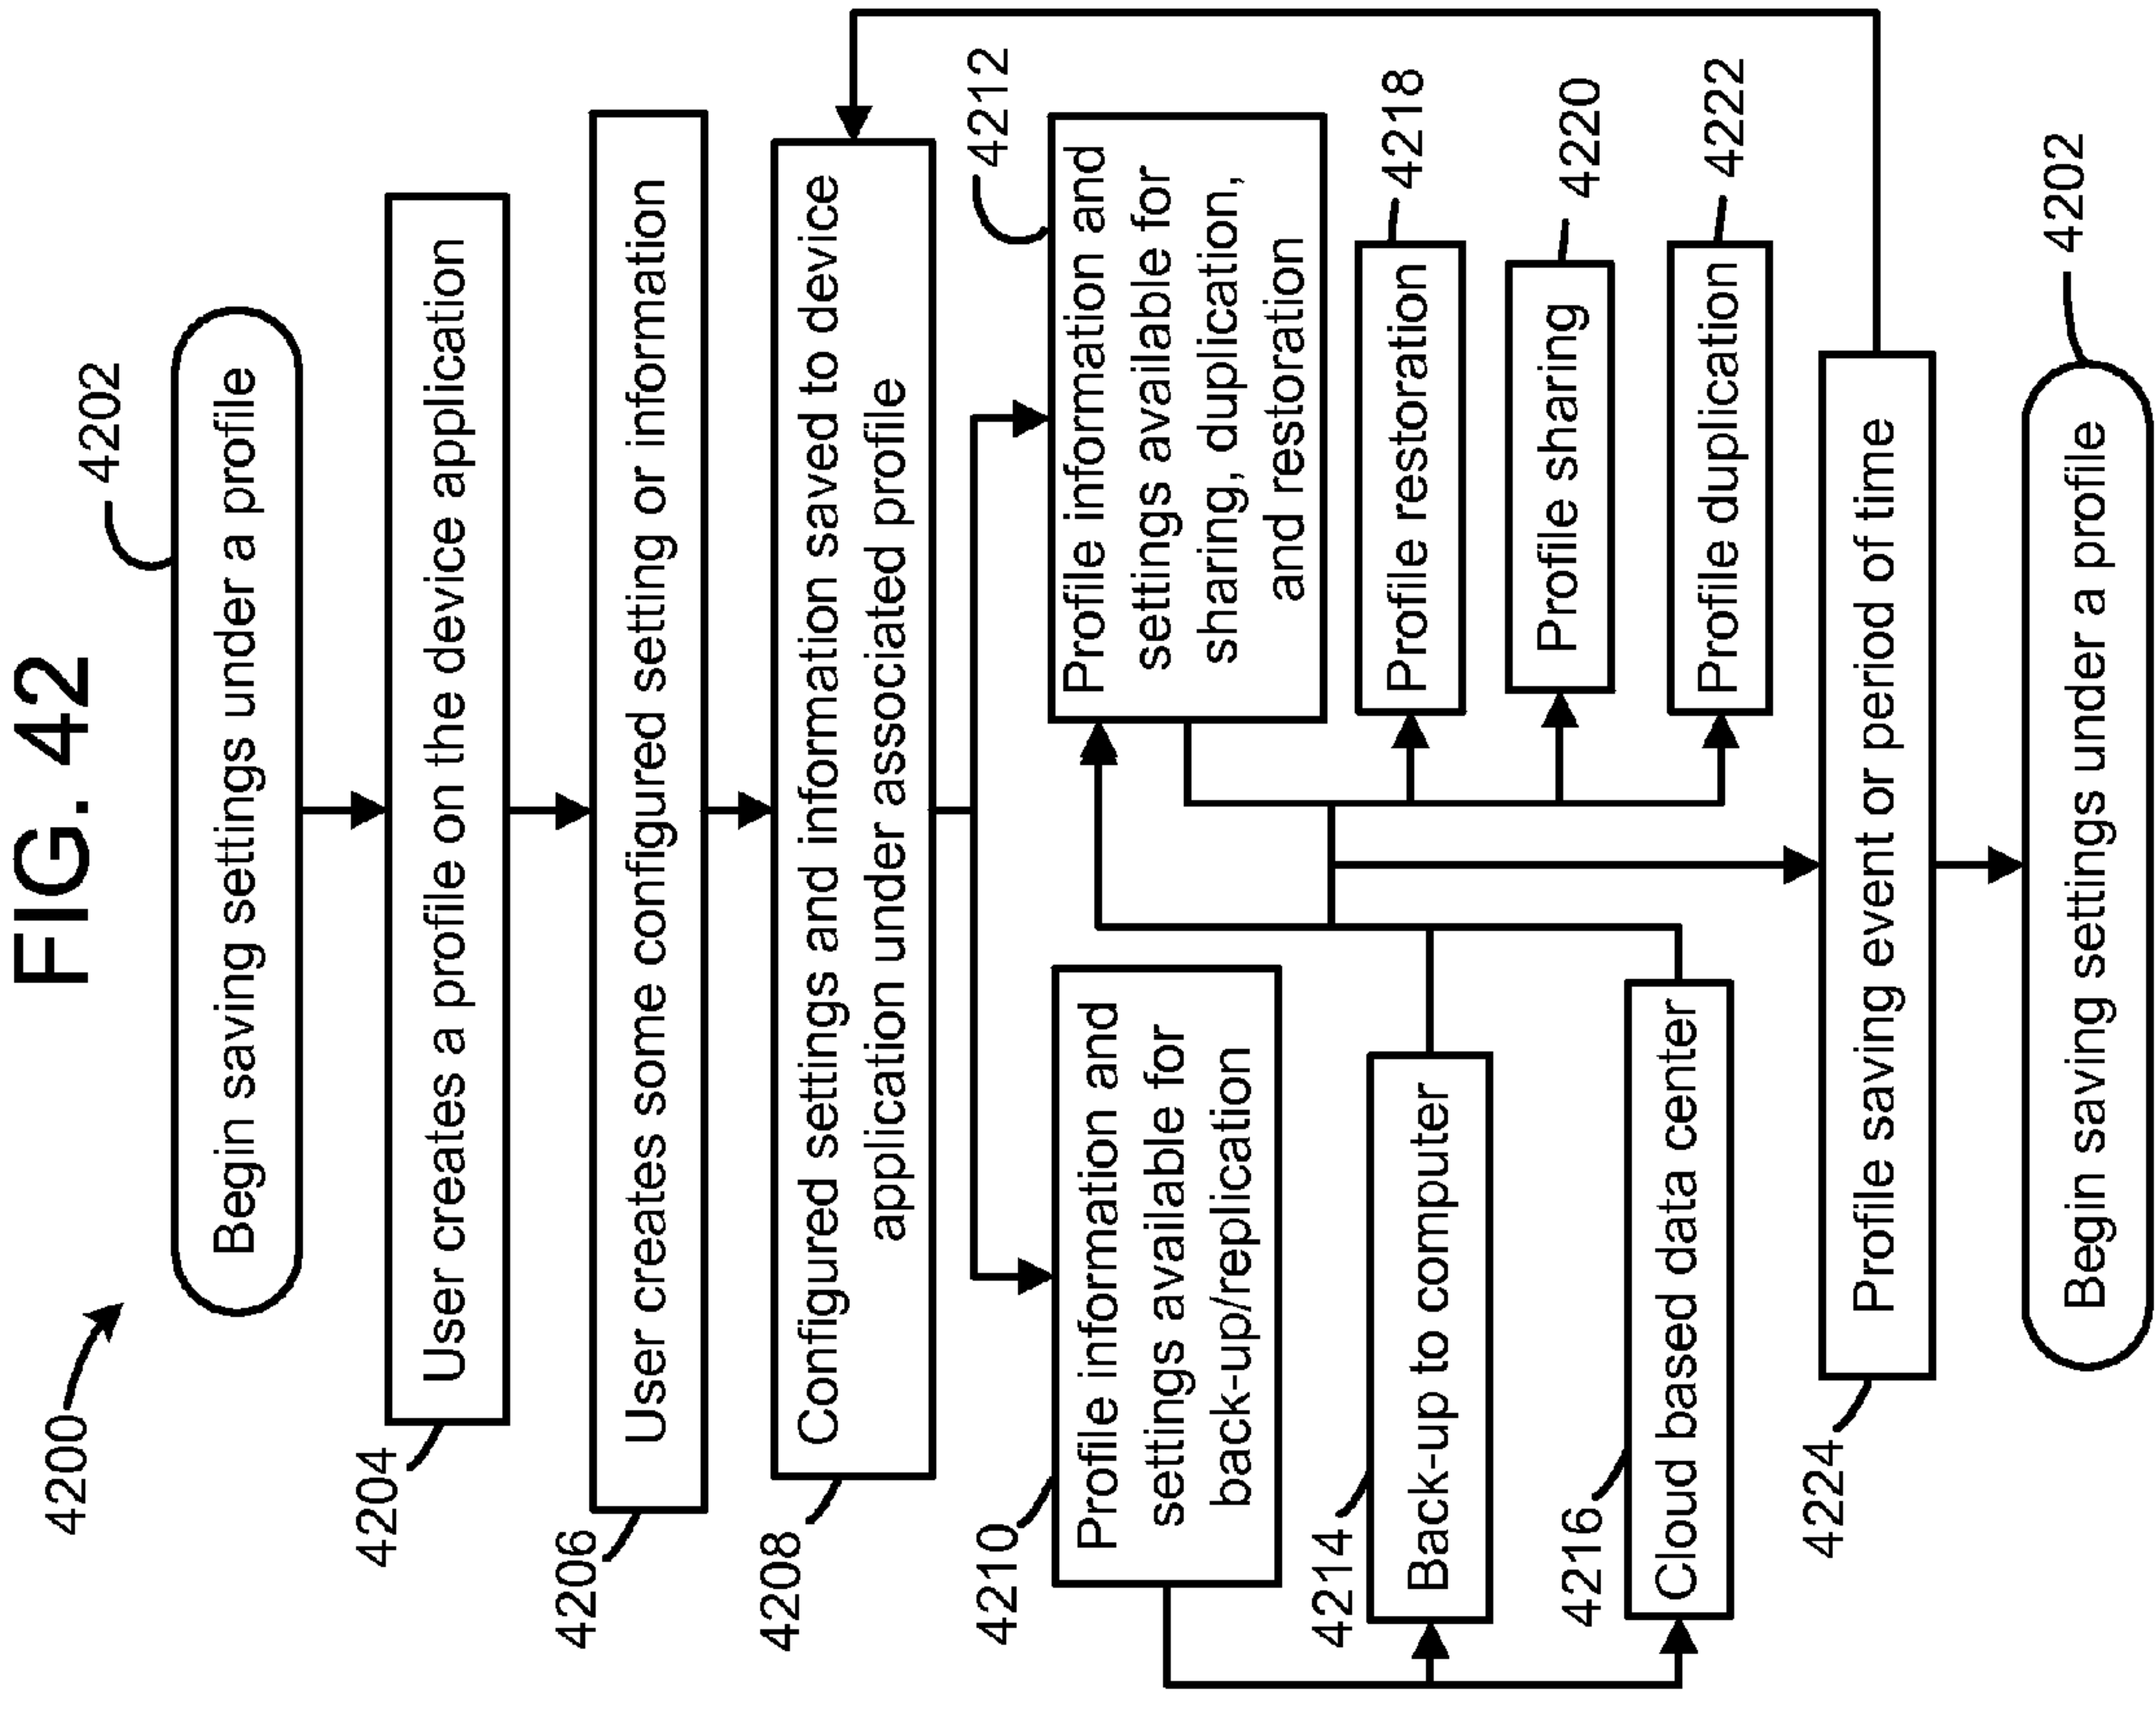 FIG. 42
4200
4202
Begin saving settings under a profile
4204
User creates a profile on the device application
4206
User creates some configured setting or information
4208
Configured settings and information saved to device
application under associated profile
4210
Profile information and
settings available for
back-up/replication
4212
Profile information and
settings available for
sharing, duplication,
and restoration
4214
Back-up to computer
4216
Cloud based data center
4218
Profile restoration
4220
Profile sharing
4222
Profile duplication
4224
Profile saving event or period of time
4202
Begin saving settings under a profile